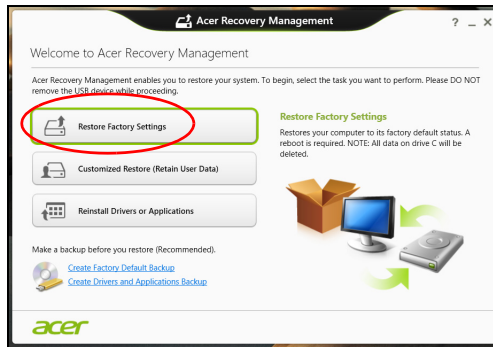 Acer Recovery Management
? _ X
Welcome to Acer Recovery Management
Acer Recovery Management enables you to restore your system. To begin, select the task you want to perform. Please DO NOT
remove the USB device while proceeding.
Restore Factory Settings
Customized Restore (Retain User Data)
Reinstall Drivers or Applications
Restore Factory Settings
Restores your computer to its factory default status. A
reboot is required. NOTE: All data on drive C will be
deleted.
Make a backup before you restore (Recommended).
Create Factory Default Backup
Create Drivers and Applications Backup
acer